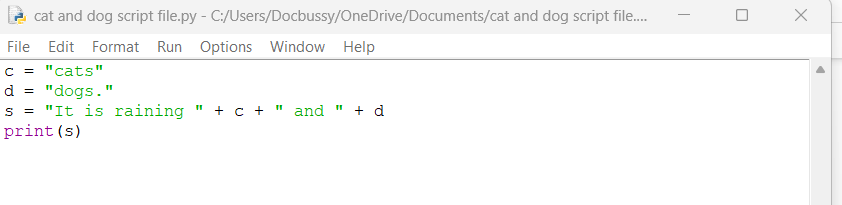 cat and dog script file.py - C:/Users/Docbussy/OneDrive/Documents/cat and dog script file....
File Edit Format Run Options Window Help
c = "cats"
d = "dogs."
s = "It is raining " + c + " and " + d
print(s)